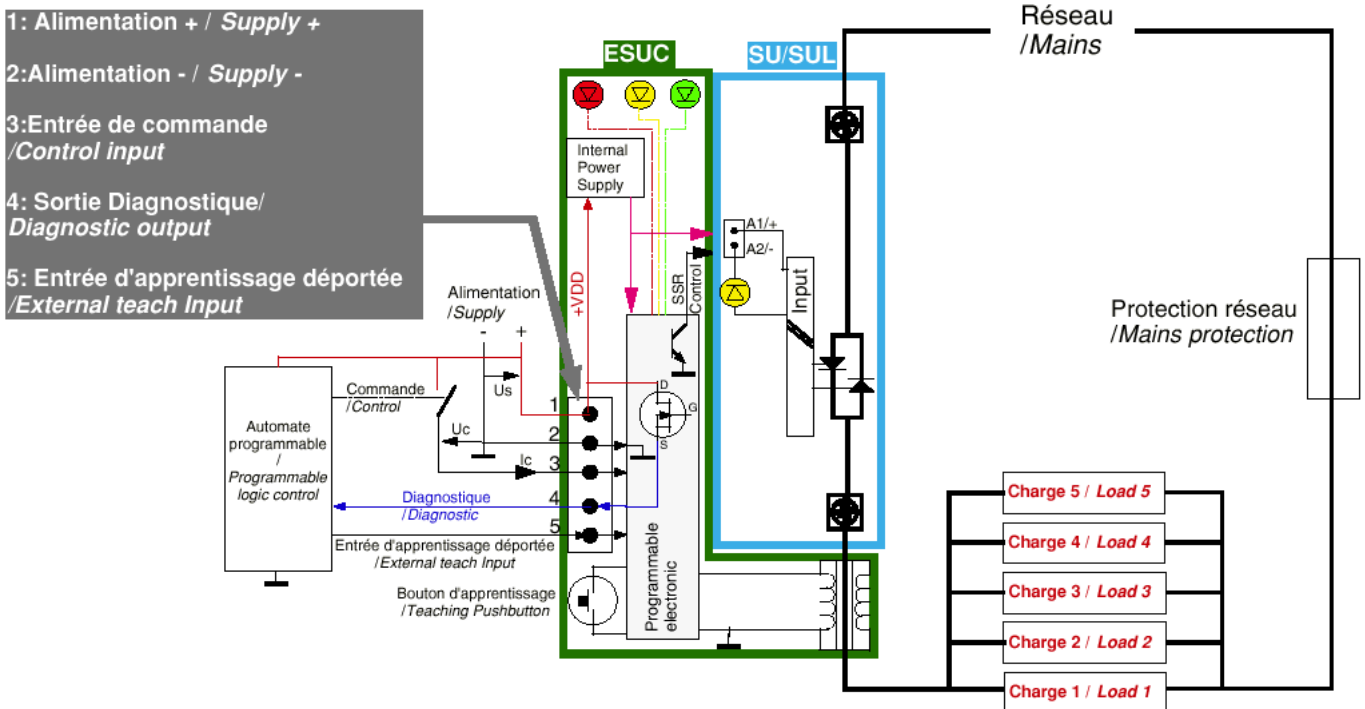 1: Alimentation + / Supply +
2:Alimentation - / Supply -
3:Entrée de commande
/Control input
4: Sortie Diagnostique/
Diagnostic output
5: Entrée d'apprentissage déportée
/External teach Input
ESUC
SU/SUL
Réseau
/Mains
Internal
Power
Supply
+VDD
SSR
Control
A1/+
A2/-
Input
Alimentation
/Supply
-
+
Us
Commande
/Control
Uc
Ic
Automate
programmable
/
Programmable
logic control
Diagnostique
/Diagnostic
Entrée d'apprentissage déportée
/External teach Input
Bouton d'apprentissage
/Teaching Pushbutton
1
2
3
4
5
D
G
S
Programmable
electronic
Protection réseau
/Mains protection
Charge 5 / Load 5
Charge 4 / Load 4
Charge 3 / Load 3
Charge 2 / Load 2
Charge 1 / Load 1